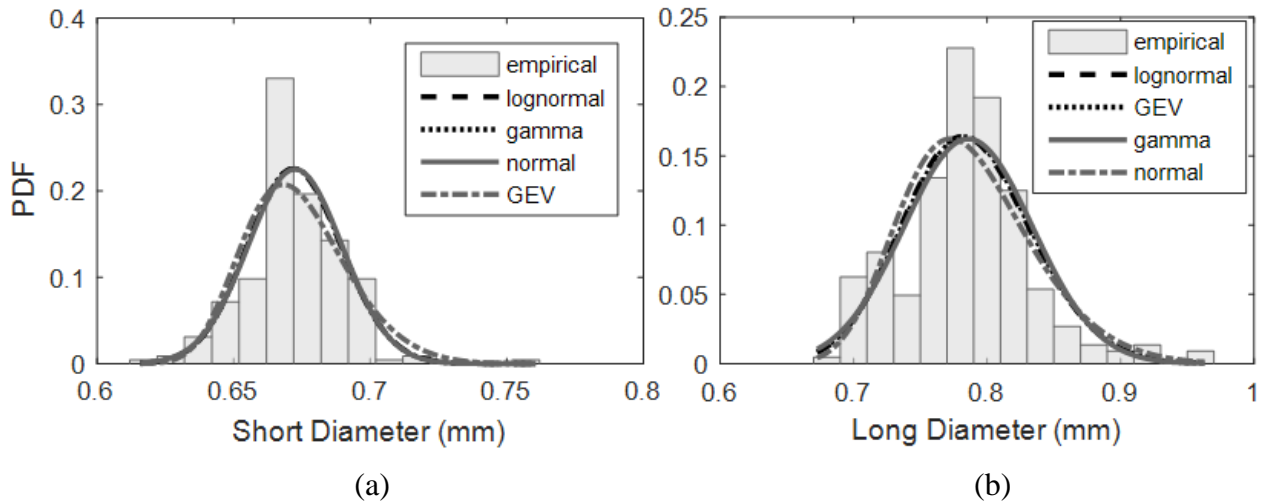 0.4
0.3
0.2
0.1
0
PDF
empirical
lognormal
gamma
normal
GEV
0.6
0.65
0.7
0.75
0.8
Short Diameter (mm)
(a)
0.25
0.2
0.15
0.1
0.05
0
empirical
lognormal
GEV
gamma
normal
0.6
0.7
0.8
0.9
1
Long Diameter (mm)
(b)